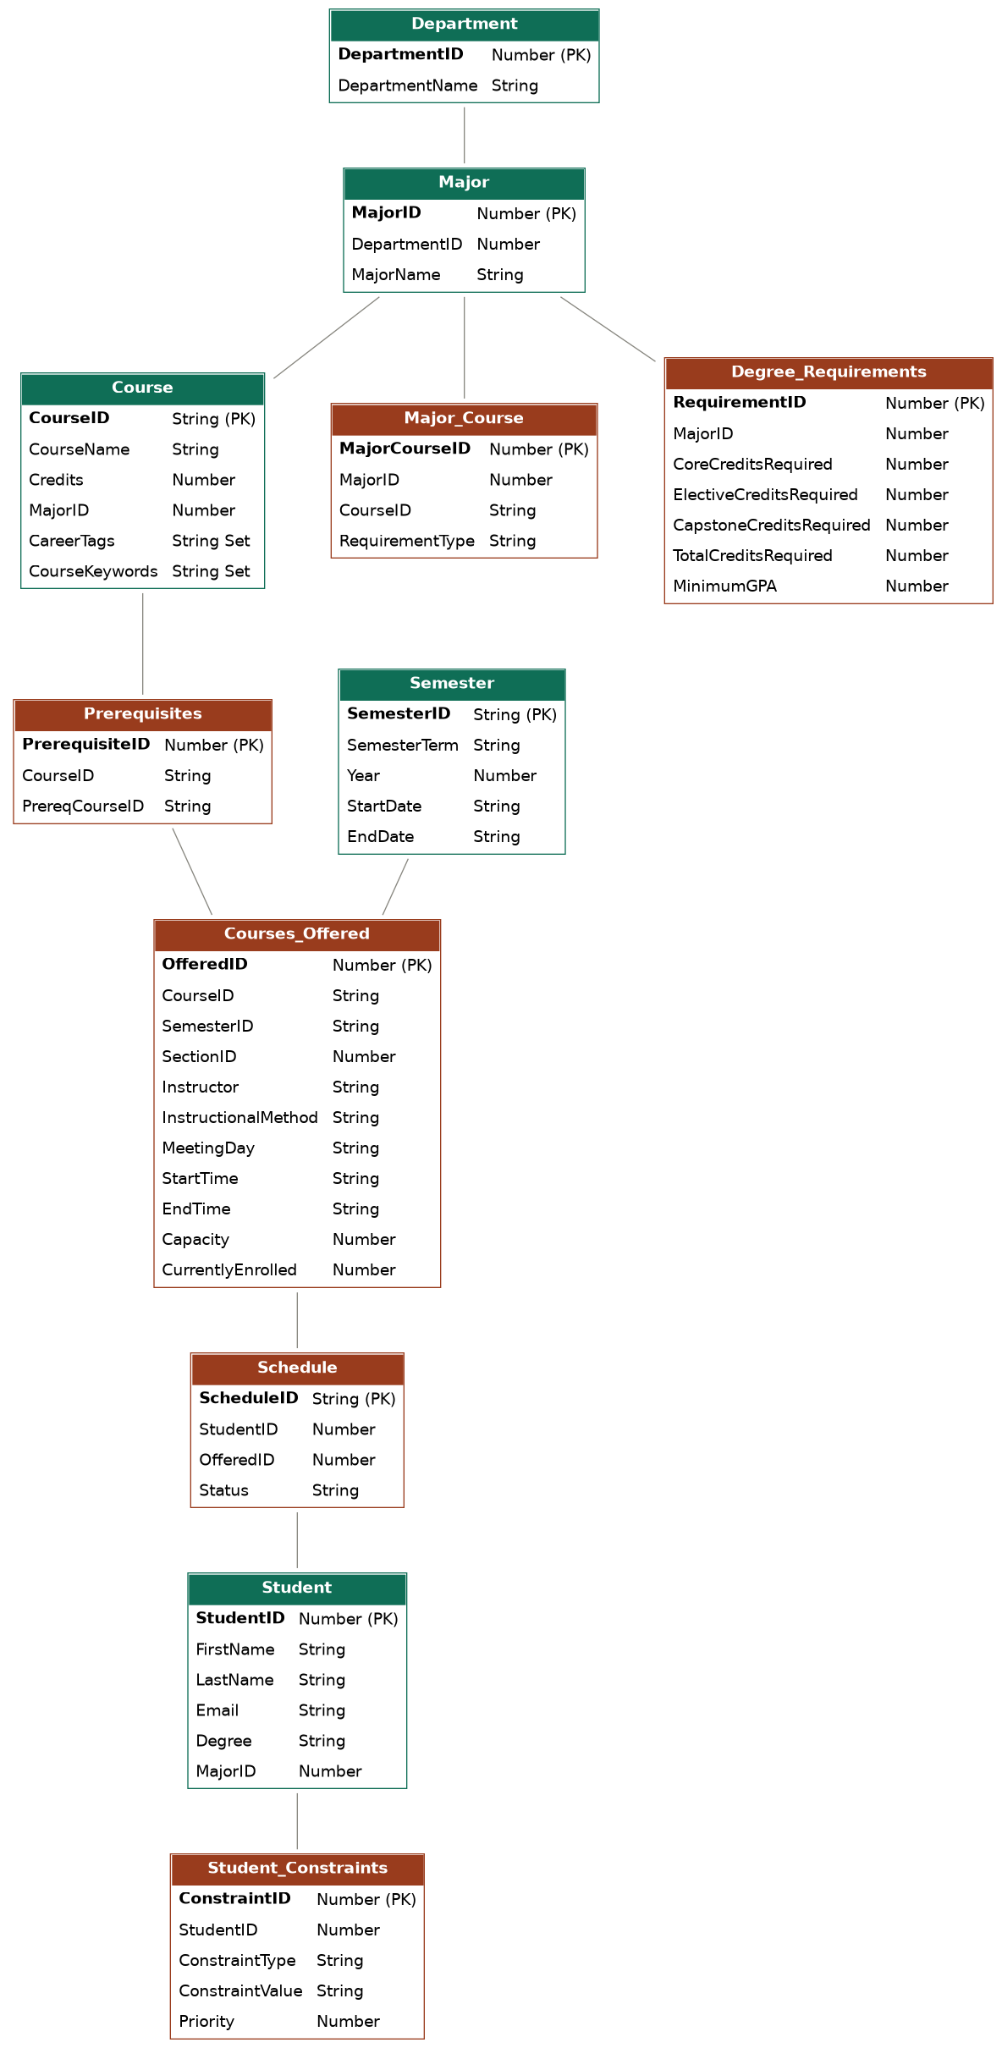 Department
DepartmentID Number (PK)
DepartmentName String
Major
MajorID Number (PK)
DepartmentID Number
MajorName String
Course
CourseID String (PK)
CourseName String
Credits Number
MajorID Number
CareerTags String Set
CourseKeywords String Set
Major_Course
MajorCourseID Number (PK)
MajorID Number
CourseID String
RequirementType String
Degree_Requirements
RequirementID Number (PK)
MajorID Number
CoreCreditsRequired Number
ElectiveCreditsRequired Number
CapstoneCreditsRequired Number
TotalCreditsRequired Number
MinimumGPA Number
Prerequisites
PrerequisiteID Number (PK)
CourseID String
PrereqCourseID String
Semester
SemesterID String (PK)
SemesterTerm String
Year Number
StartDate String
EndDate String
Courses_Offered
OfferedID Number (PK)
CourseID String
SemesterID String
SectionID Number
Instructor String
InstructionalMethod String
MeetingDay String
StartTime String
EndTime String
Capacity Number
CurrentlyEnrolled Number
Schedule
ScheduleID String (PK)
StudentID Number
OfferedID Number
Status String
Student
StudentID Number (PK)
FirstName String
LastName String
Email String
Degree String
MajorID Number
Student_Constraints
ConstraintID Number (PK)
StudentID Number
ConstraintType String
ConstraintValue String
Priority Number